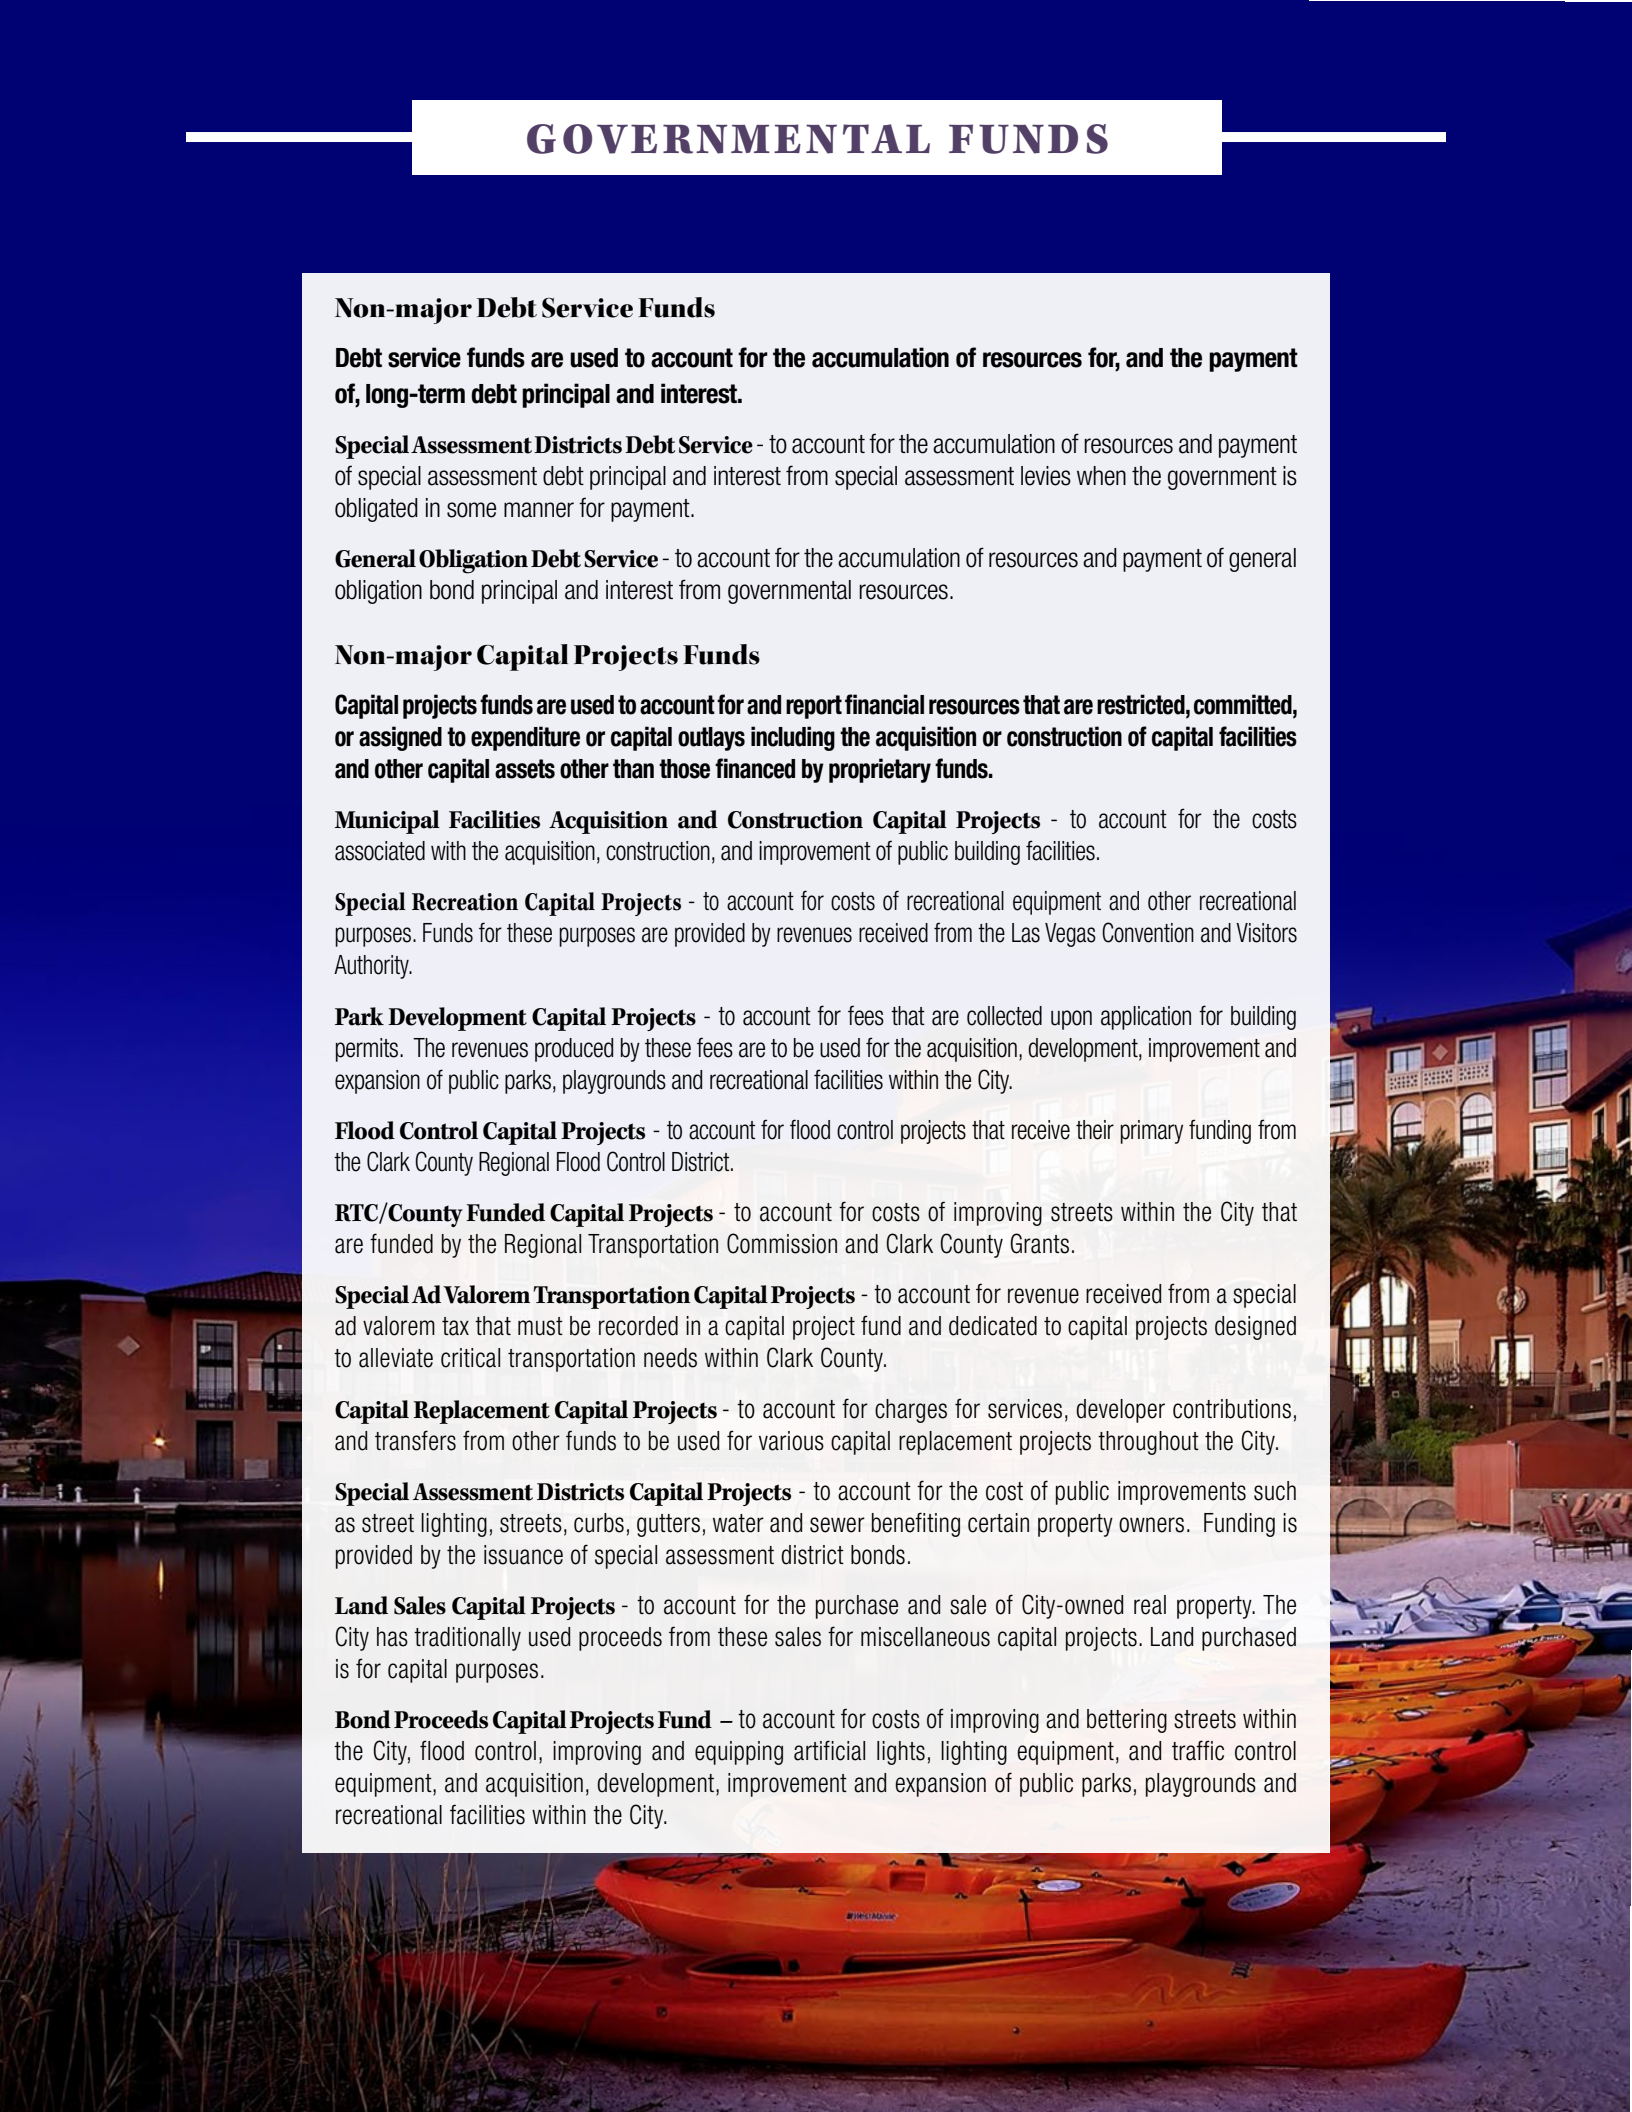 GOVERNMENTAL FUNDS
Non-major Debt Service Funds
Debt service funds are used to account for the accumulation of resources for, and the payment
of, long-term debt principal and interest.
Special Assessment Districts Debt Service - to account for the accumulation of resources and payment
of special assessment debt principal and interest from special assessment levies when the government is
obligated in some manner for payment.
General Obligation Debt Service - to account for the accumulation of resources and payment of general
obligation bond principal and interest from governmental resources.
Non-major Capital Projects Funds
Capital projects funds are used to account for and report financial resources that are restricted, committed,
or assigned to expenditure or capital outlays including the acquisition or construction of capital facilities
and other capital assets other than those financed by proprietary funds.
Municipal Facilities Acquisition and Construction Capital Projects - to account for the costs
associated with the acquisition, construction, and improvement of public building facilities.
Special Recreation Capital Projects - to account for costs of recreational equipment and other recreational
purposes. Funds for these purposes are provided by revenues received from the Las Vegas Convention and Visitors
Authority.
Park Development Capital Projects - to account for fees that are collected upon application for building
permits. The revenues produced by these fees are to be used for the acquisition, development, improvement and
expansion of public parks, playgrounds and recreational facilities within the City.
Flood Control Capital Projects - to account for flood control projects that receive their primary funding from
the Clark County Regional Flood Control District.
RTC/County Funded Capital Projects - to account for costs of improving streets within the City that
are funded by the Regional Transportation Commission and Clark County Grants.
Special Ad Valorem Transportation Capital Projects - to account for revenue received from a special
ad valorem tax that must be recorded in a capital project fund and dedicated to capital projects designed
to alleviate critical transportation needs within Clark County.
Capital Replacement Capital Projects - to account for charges for services, developer contributions,
and transfers from other funds to be used for various capital replacement projects throughout the City.
Special Assessment Districts Capital Projects - to account for the cost of public improvements such
as street lighting, streets, curbs, gutters, water and sewer benefiting certain property owners. Funding is
provided by the issuance of special assessment district bonds.
Land Sales Capital Projects - to account for the purchase and sale of City-owned real property. The
City has traditionally used proceeds from these sales for miscellaneous capital projects. Land purchased
is for capital purposes.
Bond Proceeds Capital Projects Fund – to account for costs of improving and bettering streets within
the City, flood control, improving and equipping artificial lights, lighting equipment, and traffic control
equipment, and acquisition, development, improvement and expansion of public parks, playgrounds and
recreational facilities within the City.